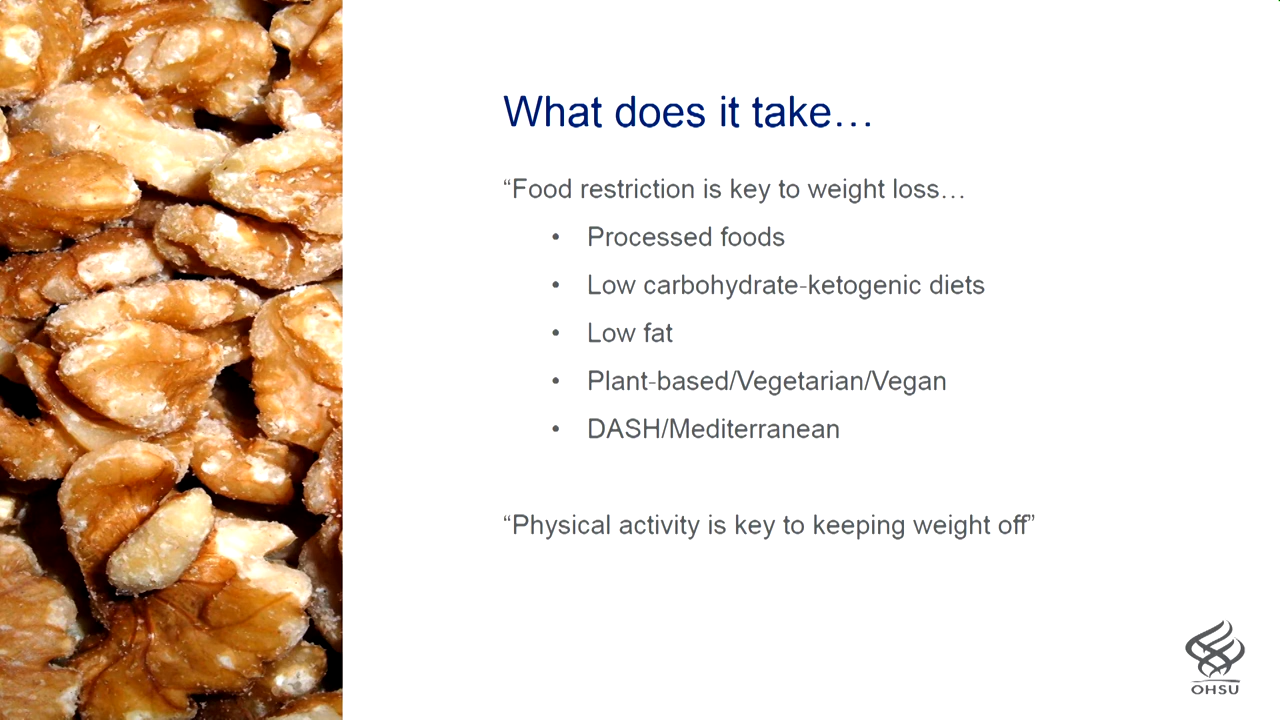 What does it take…
“Food restriction is key to weight loss…
• Processed foods
• Low carbohydrate-ketogenic diets
• Low fat
• Plant-based/Vegetarian/Vegan
• DASH/Mediterranean
“Physical activity is key to keeping weight off”
OHSU